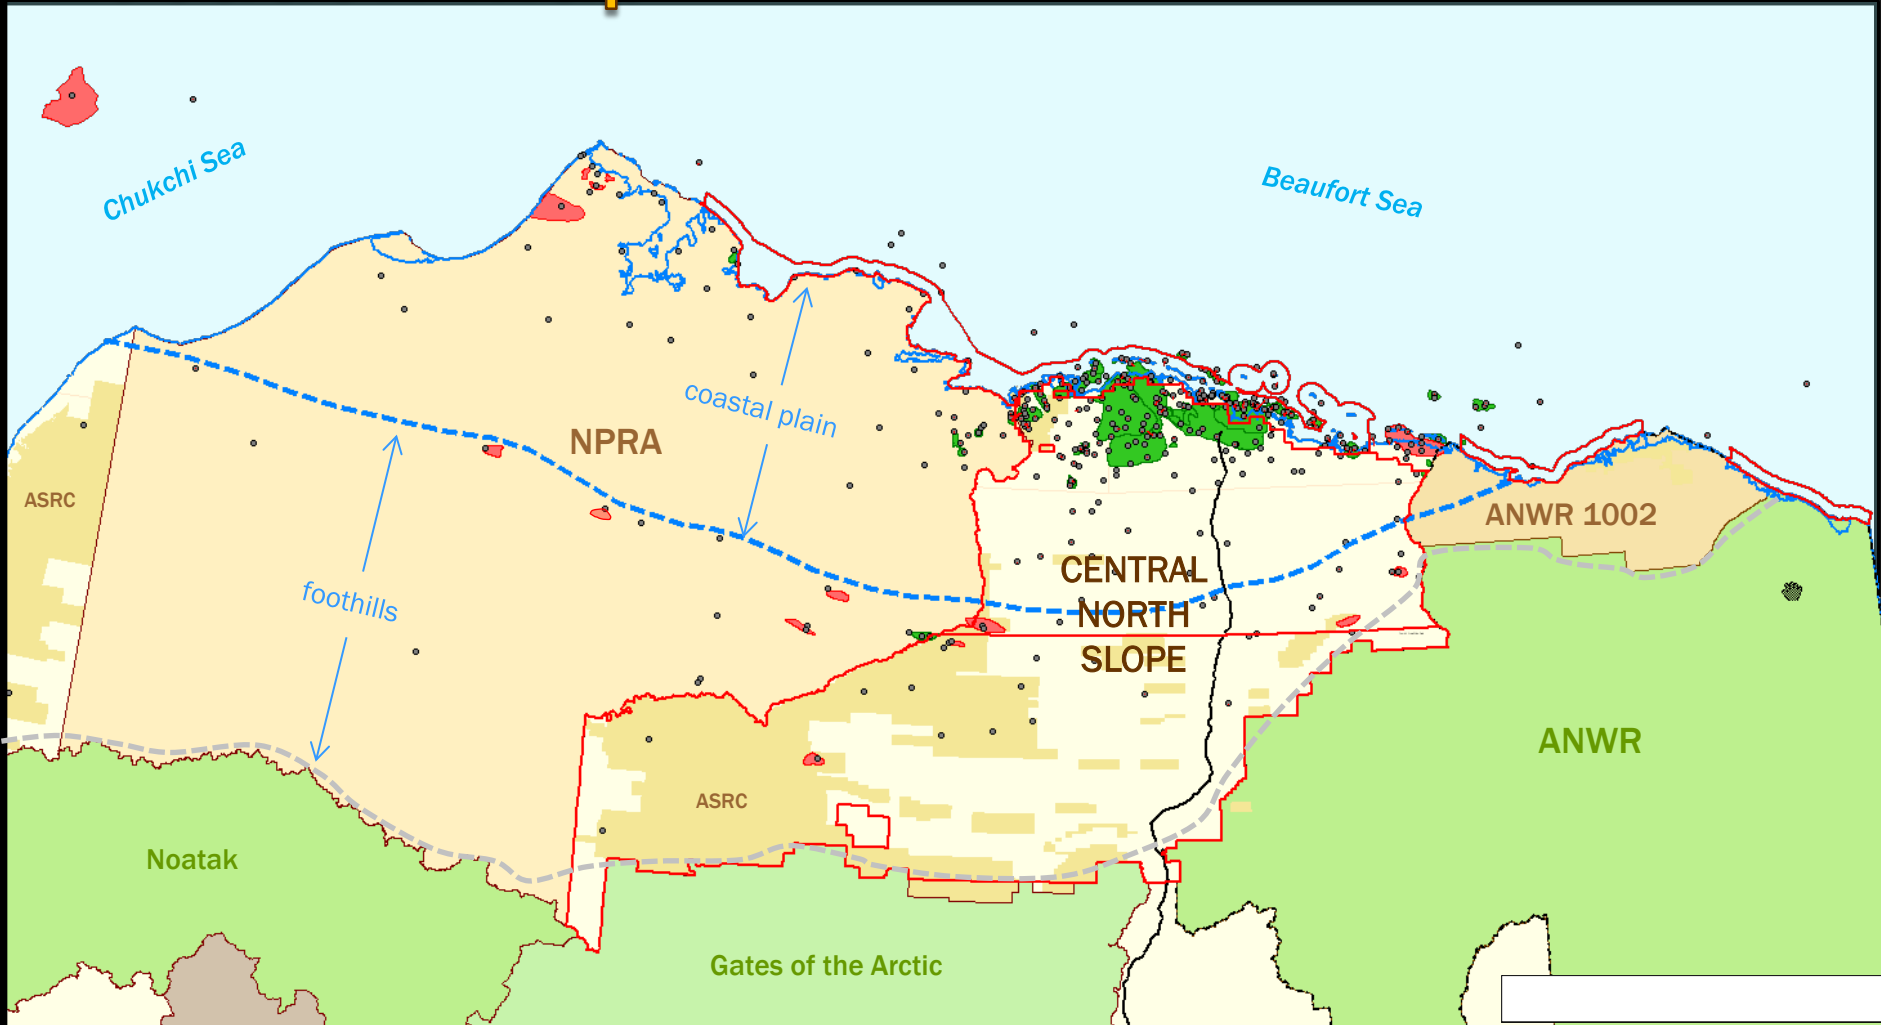 Chukchi Sea
Beaufort Sea
coastal plain
NPRA
ASRC
ANWR 1002
foothills
CENTRAL
NORTH
SLOPE
ANWR
ASRC
Noatak
Gates of the Arctic